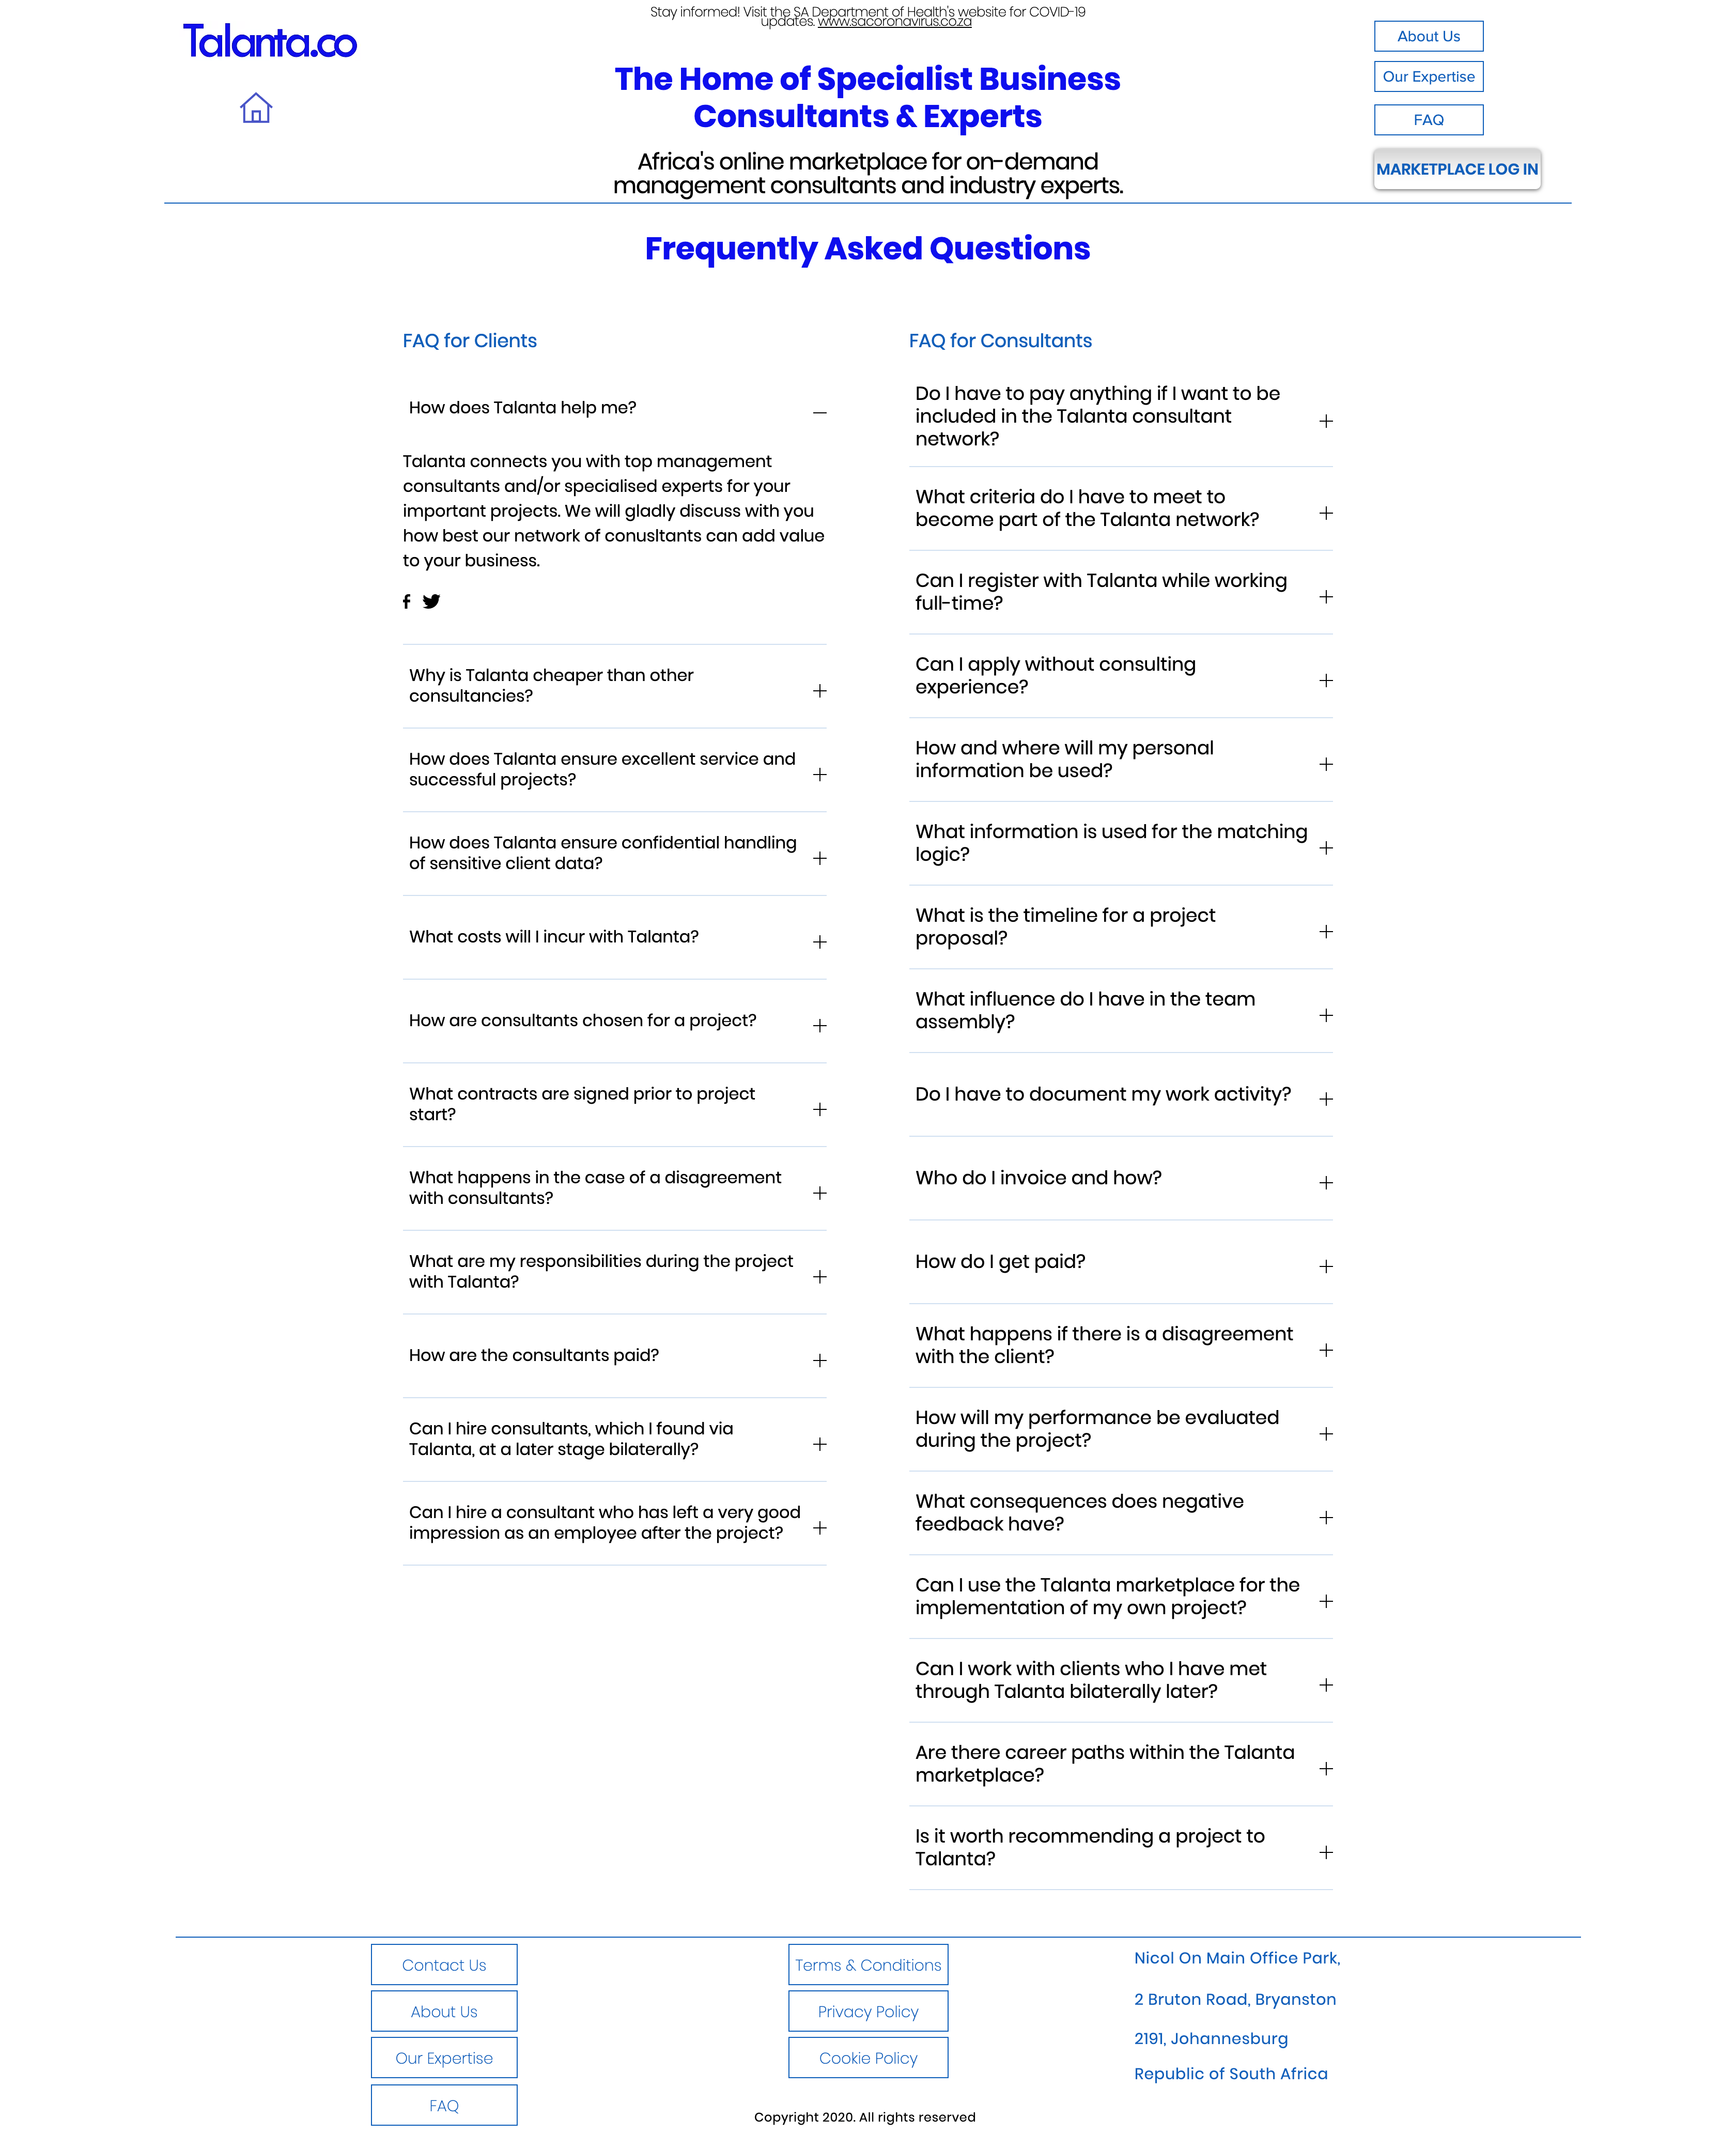 Stay informed! Visit the SA Department of Health's website for COVID-19
updates. www.sacoronavirus.co.za
Talanta.co
The Home of Specialist Business
Consultants & Experts
Africa's online marketplace for on-demand
management consultants and industry experts.
About Us
Our Expertise
FAQ
MARKETPLACE LOG IN
Frequently Asked Questions
FAQ for Clients
How does Talanta help me?
Talanta connects you with top management
consultants and/or specialised experts for your
important projects. We will gladly discuss with you
how best our network of conusltants can add value
to your business.
Why is Talanta cheaper than other
consultancies?
How does Talanta ensure excellent service and
successful projects?
How does Talanta ensure confidential handling
of sensitive client data?
What costs will I incur with Talanta?
How are consultants chosen for a project?
What contracts are signed prior to project
start?
What happens in the case of a disagreement
with consultants?
What are my responsibilities during the project
with Talanta?
How are the consultants paid?
Can I hire consultants, which I found via
Talanta, at a later stage bilaterally?
Can I hire a consultant who has left a very good
impression as an employee after the project?
FAQ for Consultants
Do I have to pay anything if I want to be
included in the Talanta consultant
network?
What criteria do I have to meet to
become part of the Talanta network?
Can I register with Talanta while working
full-time?
Can I apply without consulting
experience?
How and where will my personal
information be used?
What information is used for the matching
logic?
What is the timeline for a project
proposal?
What influence do I have in the team
assembly?
Do I have to document my work activity?
Who do I invoice and how?
How do I get paid?
What happens if there is a disagreement
with the client?
How will my performance be evaluated
during the project?
What consequences does negative
feedback have?
Can I use the Talanta marketplace for the
implementation of my own project?
Can I work with clients who I have met
through Talanta bilaterally later?
Are there career paths within the Talanta
marketplace?
Is it worth recommending a project to
Talanta?
Contact Us
About Us
Our Expertise
FAQ
Terms & Conditions
Privacy Policy
Cookie Policy
Nicol On Main Office Park,
2 Bruton Road, Bryanston
2191, Johannesburg
Republic of South Africa
Copyright 2020. All rights reserved